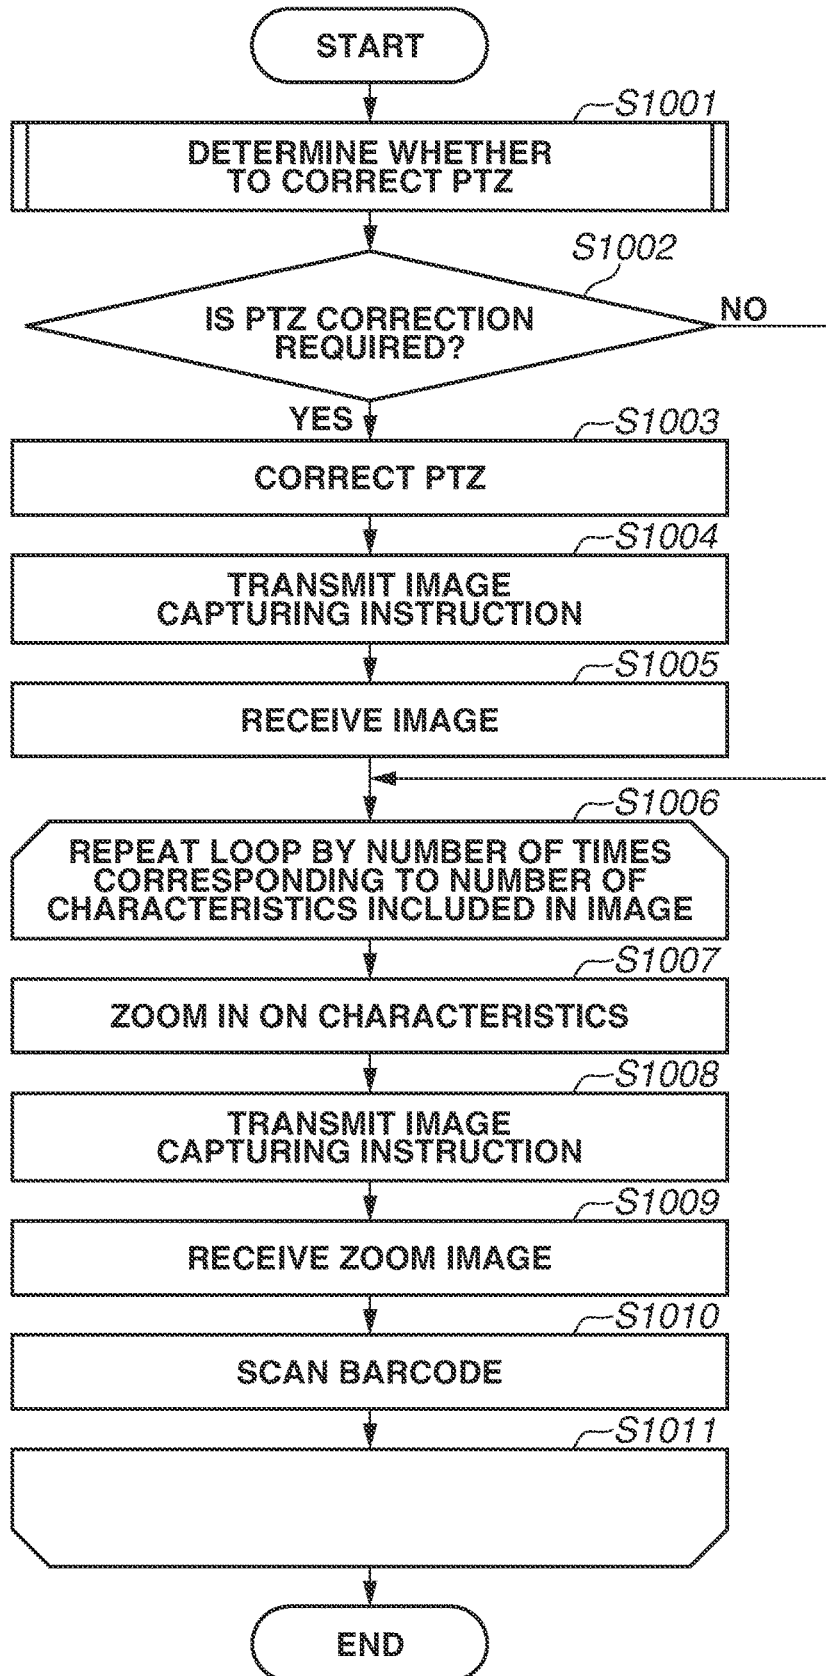 START
S1001
DETERMINE WHETHER
TO CORRECT PTZ
S1002
IS PTZ CORRECTION
REQUIRED?
NO
YES
S1003
CORRECT PTZ
S1004
TRANSMIT IMAGE
CAPTURING INSTRUCTION
S1005
RECEIVE IMAGE
S1006
REPEAT LOOP BY NUMBER OF TIMES
CORRESPONDING TO NUMBER OF
CHARACTERISTICS INCLUDED IN IMAGE
S1007
ZOOM IN ON CHARACTERISTICS
S1008
TRANSMIT IMAGE
CAPTURING INSTRUCTION
S1009
RECEIVE ZOOM IMAGE
S1010
SCAN BARCODE
S1011
END